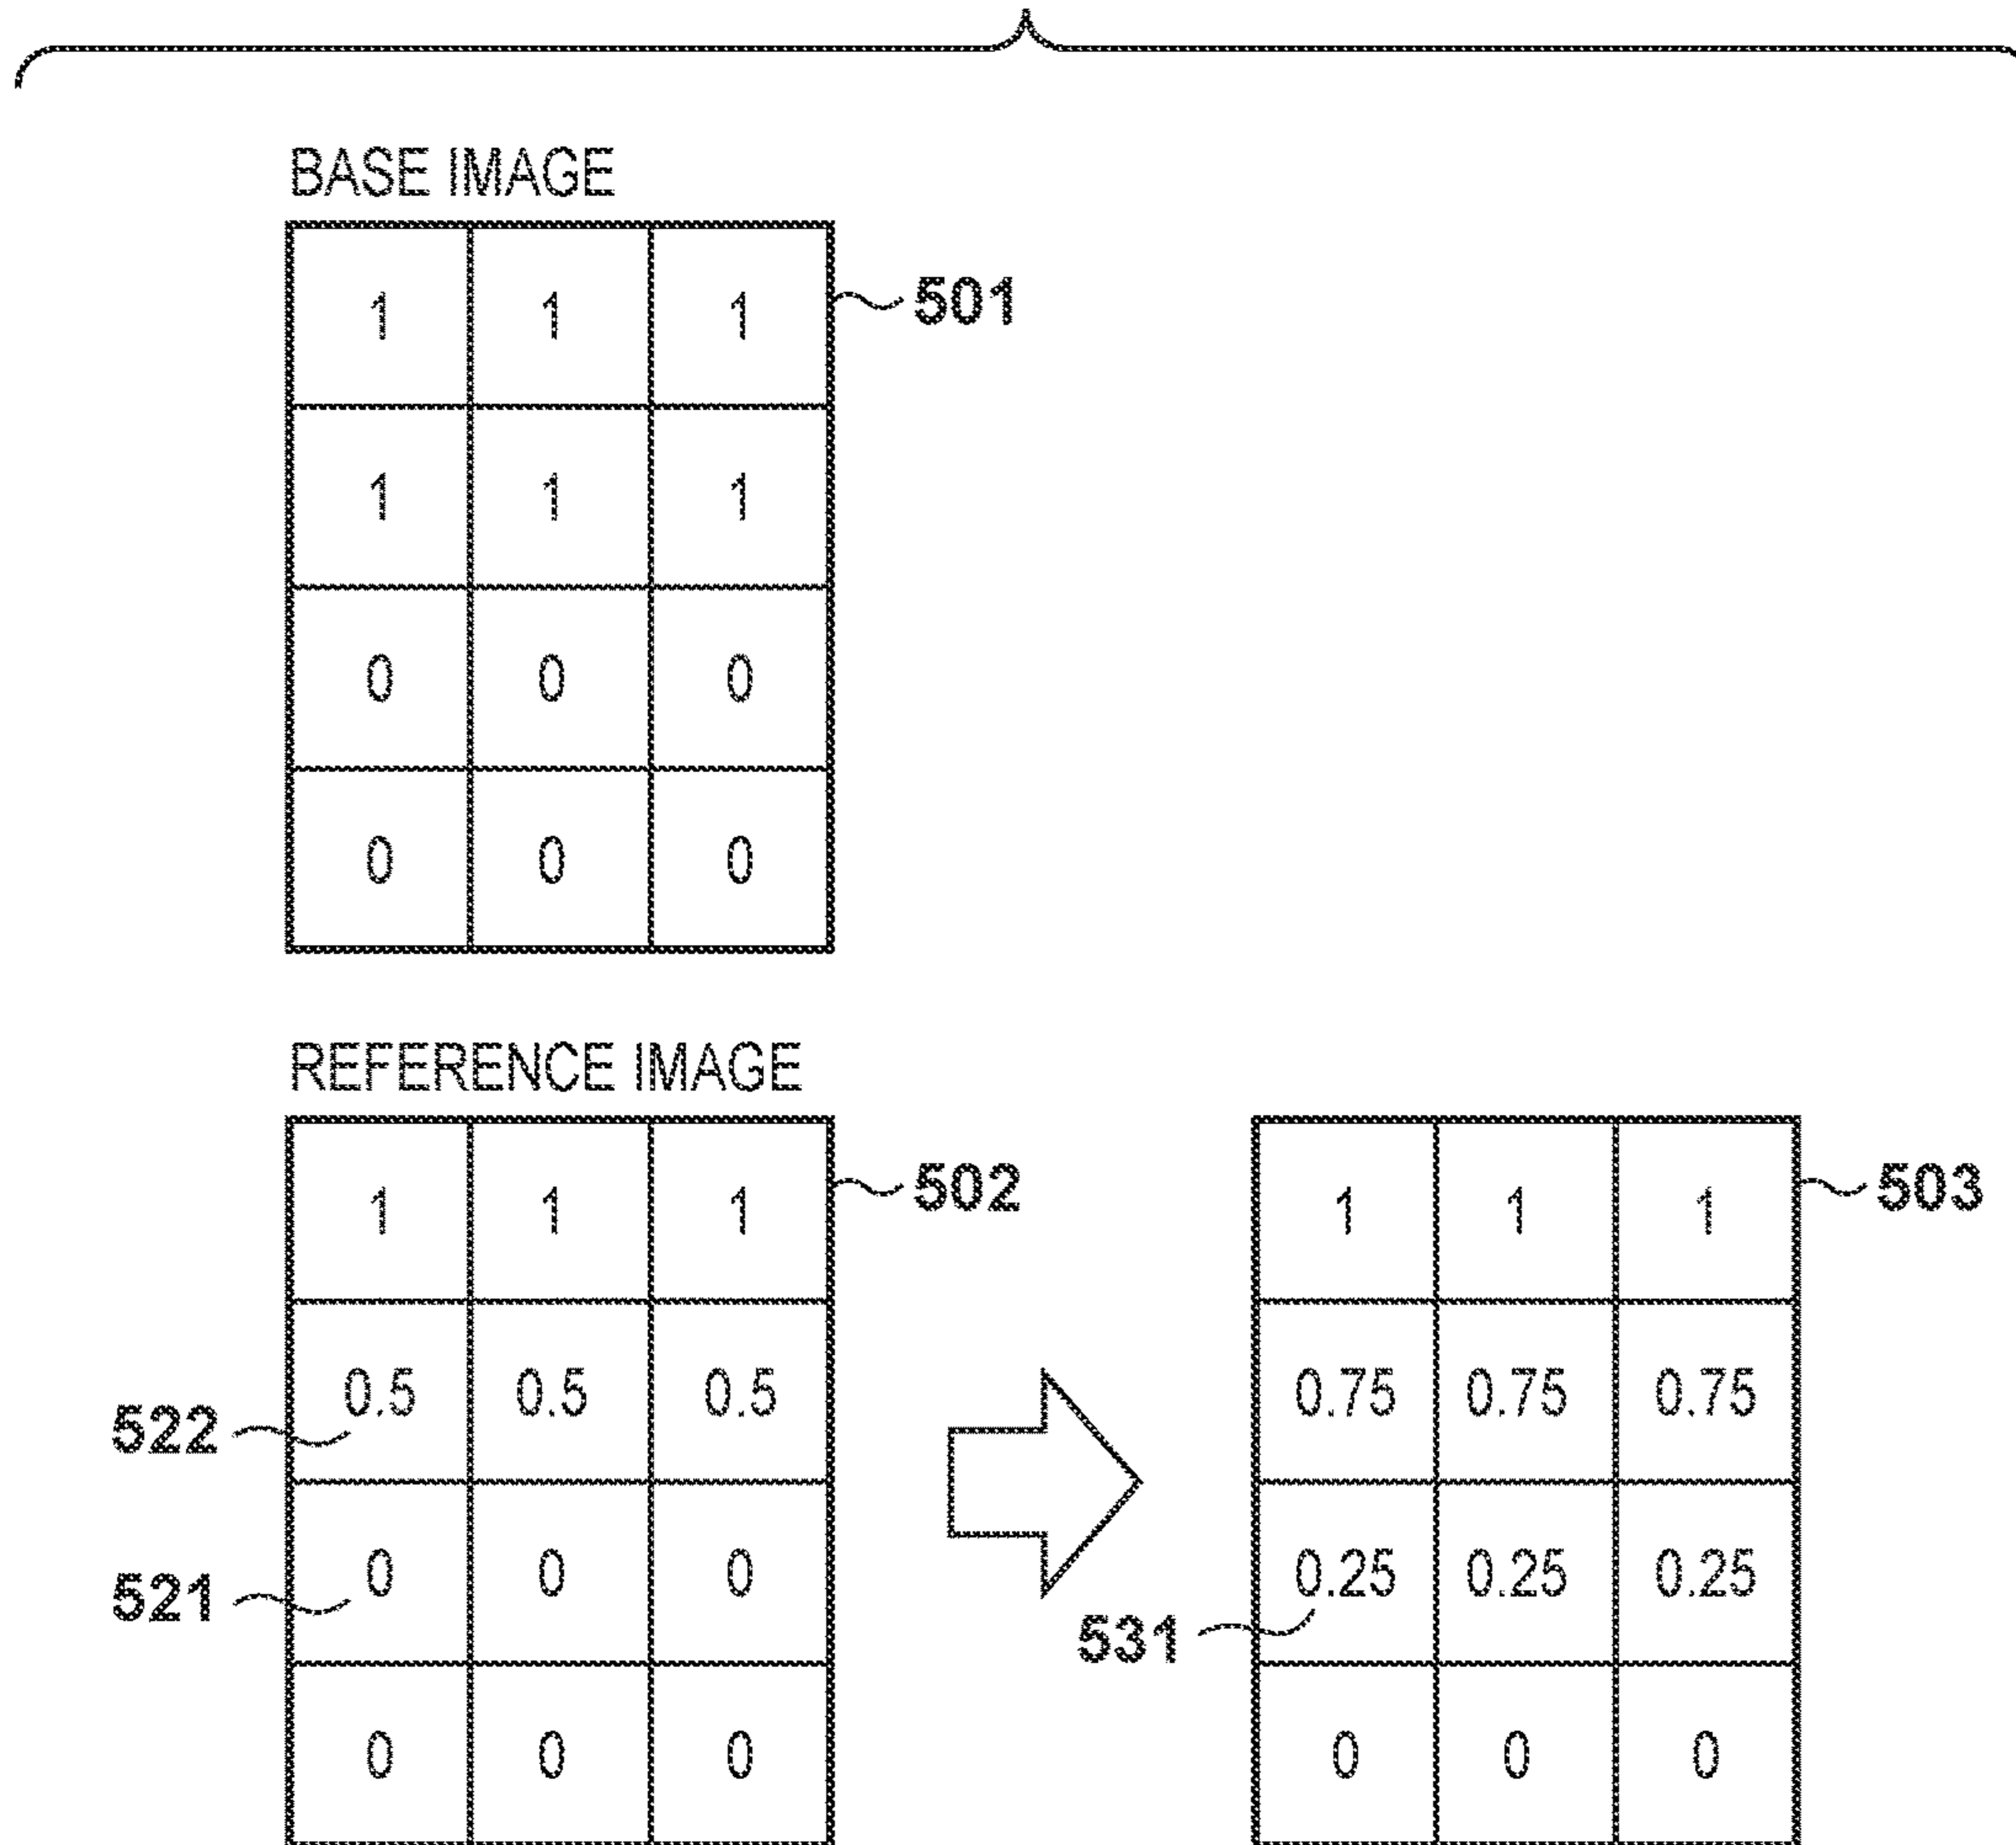 BASE IMAGE
1 1 1 501
1 1 1
0 0 0
0 0 0
REFERENCE IMAGE
1 1 1 502 1 1 1 503
522 0.5 0.5 0.5 0.75 0.75 0.75
521 0 0 0 531 0.25 0.25 0.25
0 0 0 0 0 0